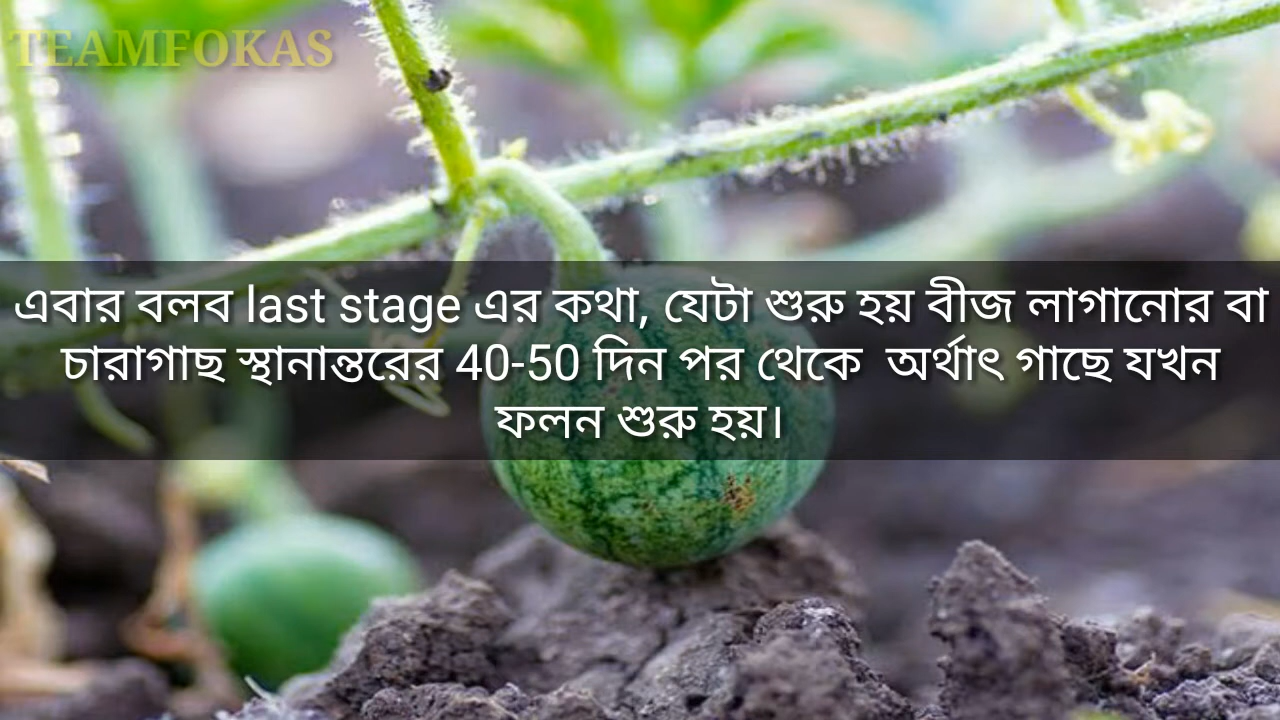 TEAMFOKAS
এবার বলব last stage এর কথা, যেটা শুরু হয় বীজ লাগানোর বা
চারাগাছ স্থানান্তরের 40-50 দিন পর থেকে অর্থাৎ গাছে যখন
ফলন শুরু হয়।